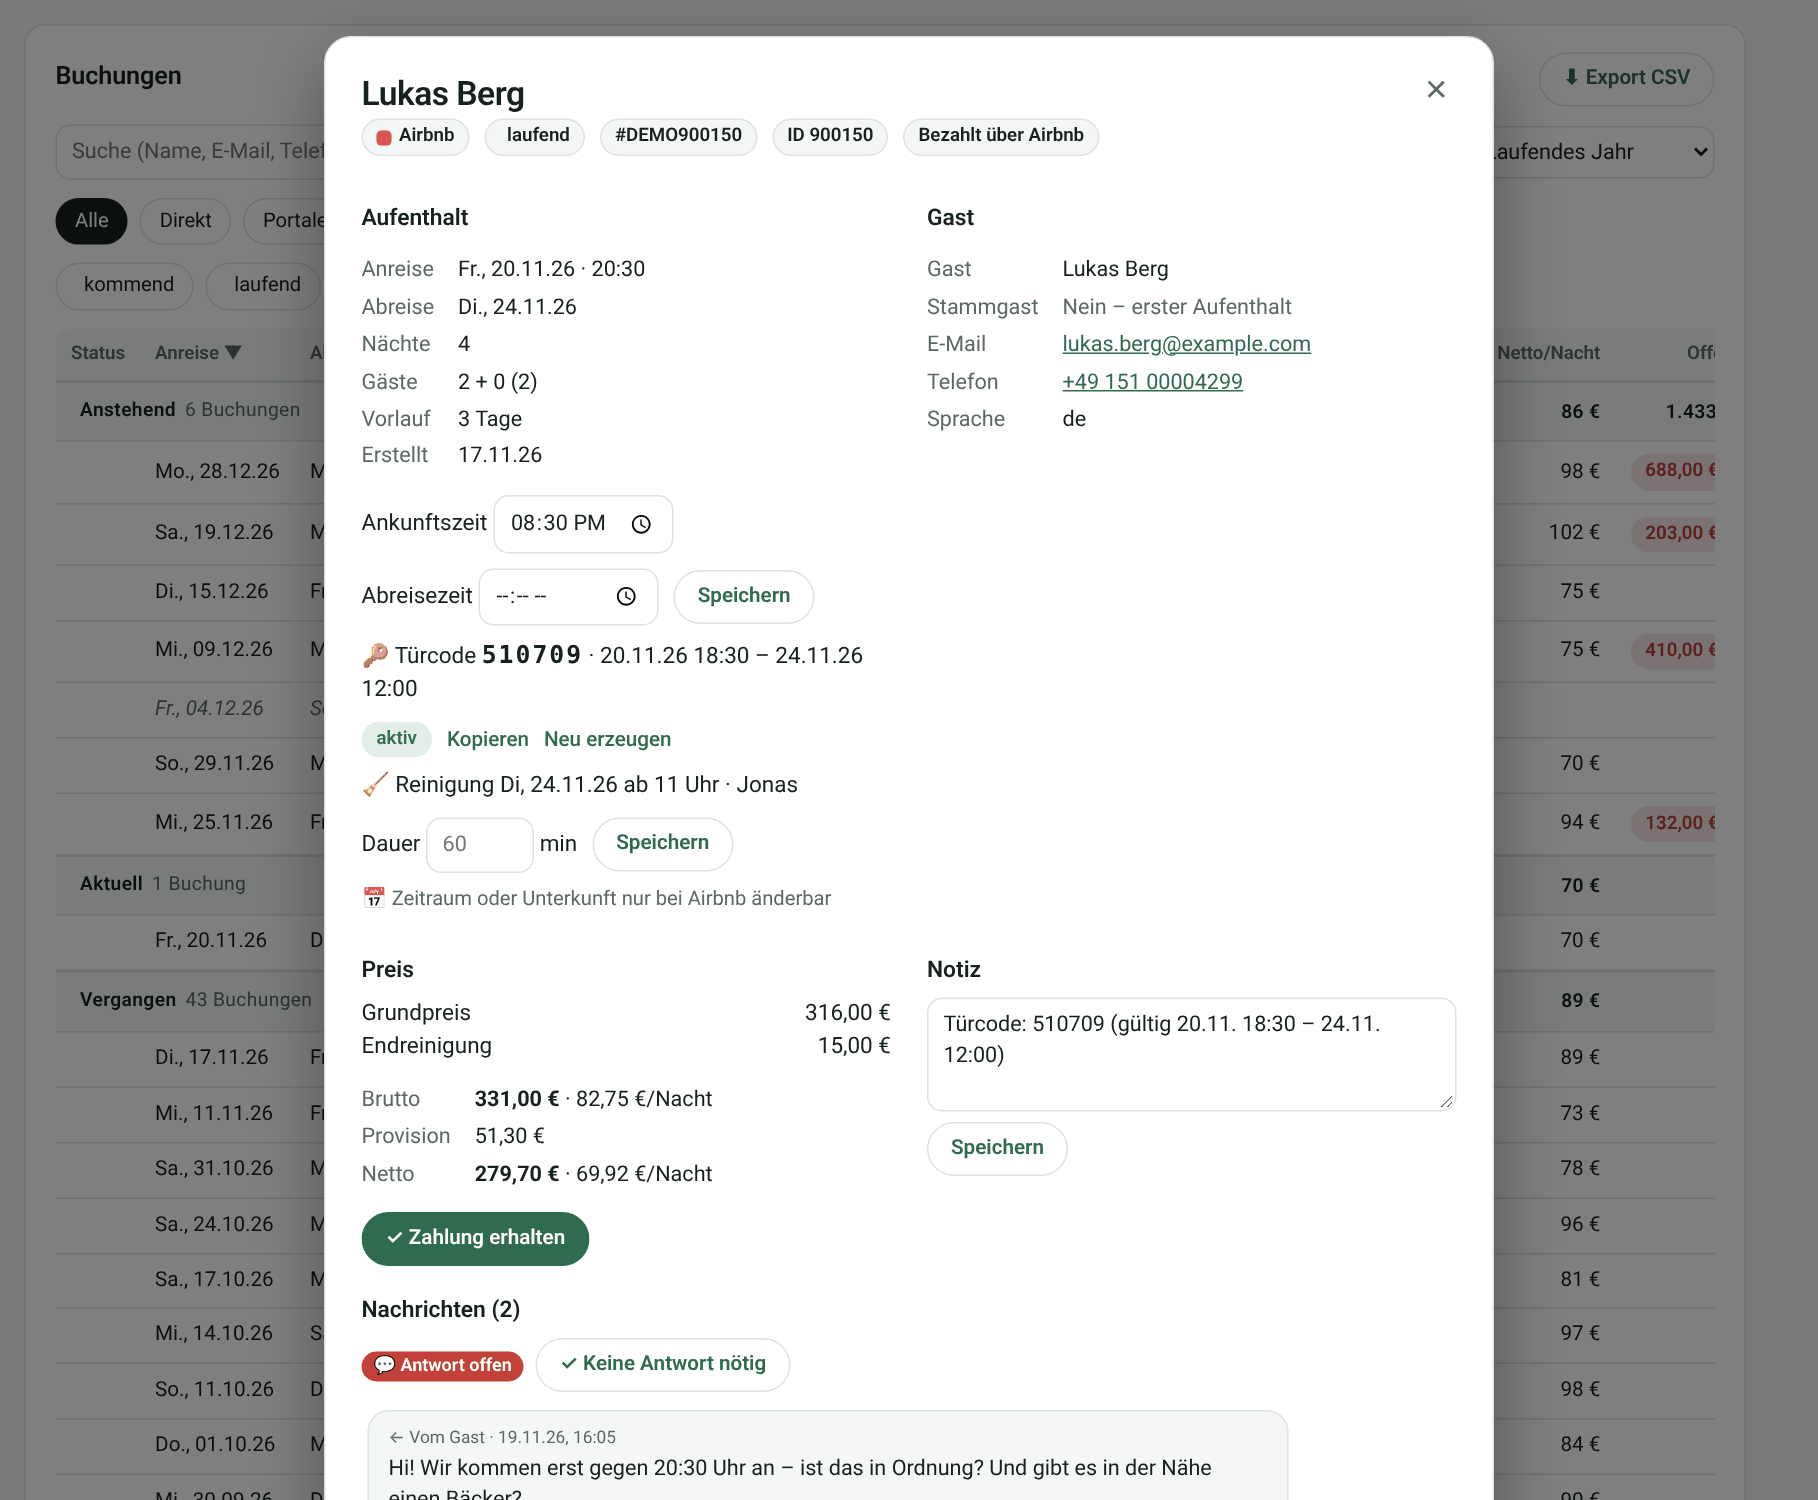 Buchungen
⬇ Export CSV
Suche (Name, E-Mail, Telef
Laufendes Jahr
Alle
Direkt
Portale
kommend
laufend
Status Anreise ▼
Netto/Nacht
Anstehend 6 Buchungen
86 € 1.433
Mo., 28.12.26
98 € 688,00 €
Sa., 19.12.26
102 € 203,00 €
Di., 15.12.26
75 €
Mi., 09.12.26
75 € 410,00 €
Fr., 04.12.26
So., 29.11.26
70 €
Mi., 25.11.26
94 € 132,00 €
Aktuell 1 Buchung
70 €
Fr., 20.11.26
70 €
Vergangen 43 Buchungen
89 €
Di., 17.11.26
89 €
Mi., 11.11.26
73 €
Sa., 31.10.26
78 €
Sa., 24.10.26
96 €
Sa., 17.10.26
81 €
Mi., 14.10.26
97 €
So., 11.10.26
98 €
Do., 01.10.26
84 €
Lukas Berg
Airbnb
laufend
#DEMO900150
ID 900150
Bezahlt über Airbnb
Aufenthalt
Anreise Fr., 20.11.26 · 20:30
Abreise Di., 24.11.26
Nächte 4
Gäste 2 + 0 (2)
Vorlauf 3 Tage
Erstellt 17.11.26
Gast
Gast Lukas Berg
Stammgast Nein – erster Aufenthalt
E-Mail lukas.berg@example.com
Telefon +49 151 00004299
Sprache de
Ankunftszeit 08:30 PM
Abreisezeit --:-- -- Speichern
🔑 Türcode 510709 · 20.11.26 18:30 – 24.11.26
12:00
aktiv Kopieren Neu erzeugen
🧹 Reinigung Di, 24.11.26 ab 11 Uhr · Jonas
Dauer 60 min Speichern
📅 Zeitraum oder Unterkunft nur bei Airbnb änderbar
Preis
Grundpreis 316,00 €
Endreinigung 15,00 €
Brutto 331,00 € · 82,75 €/Nacht
Provision 51,30 €
Netto 279,70 € · 69,92 €/Nacht
✓ Zahlung erhalten
Notiz
Türcode: 510709 (gültig 20.11. 18:30 – 24.11.
12:00)
Speichern
Nachrichten (2)
💬 Antwort offen
✓ Keine Antwort nötig
← Vom Gast · 19.11.26, 16:05
Hi! Wir kommen erst gegen 20:30 Uhr an – ist das in Ordnung? Und gibt es in der Nähe
einen Bäcker?